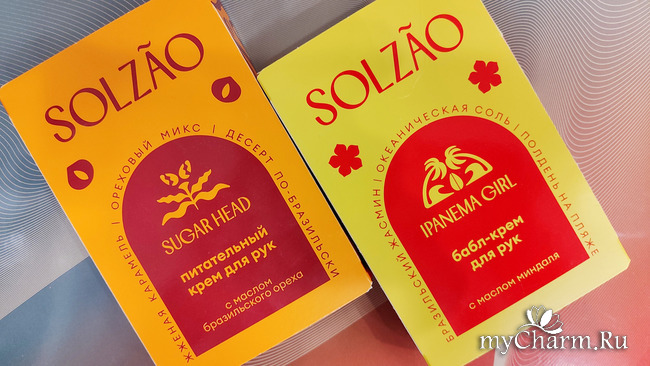 SOLZÃO
ЖЖЕНАЯ КАРАМЕЛЬ | ОРЕХОВЫЙ МИКС | ДЕСЕРТ ПО-БРАЗИЛЬСКИ
SUGAR HEAD
питательный
крем для рук
с маслом
бразильского ореха
SOLZÃO
БРАЗИЛЬСКИЙ ЖАСМИН | ОКЕАНИЧЕСКАЯ СОЛЬ | ПОЛДЕНЬ НА ПЛЯЖЕ
IPANEMA GIRL
бабл-крем
для рук
с маслом миндаля
myCharm.Ru